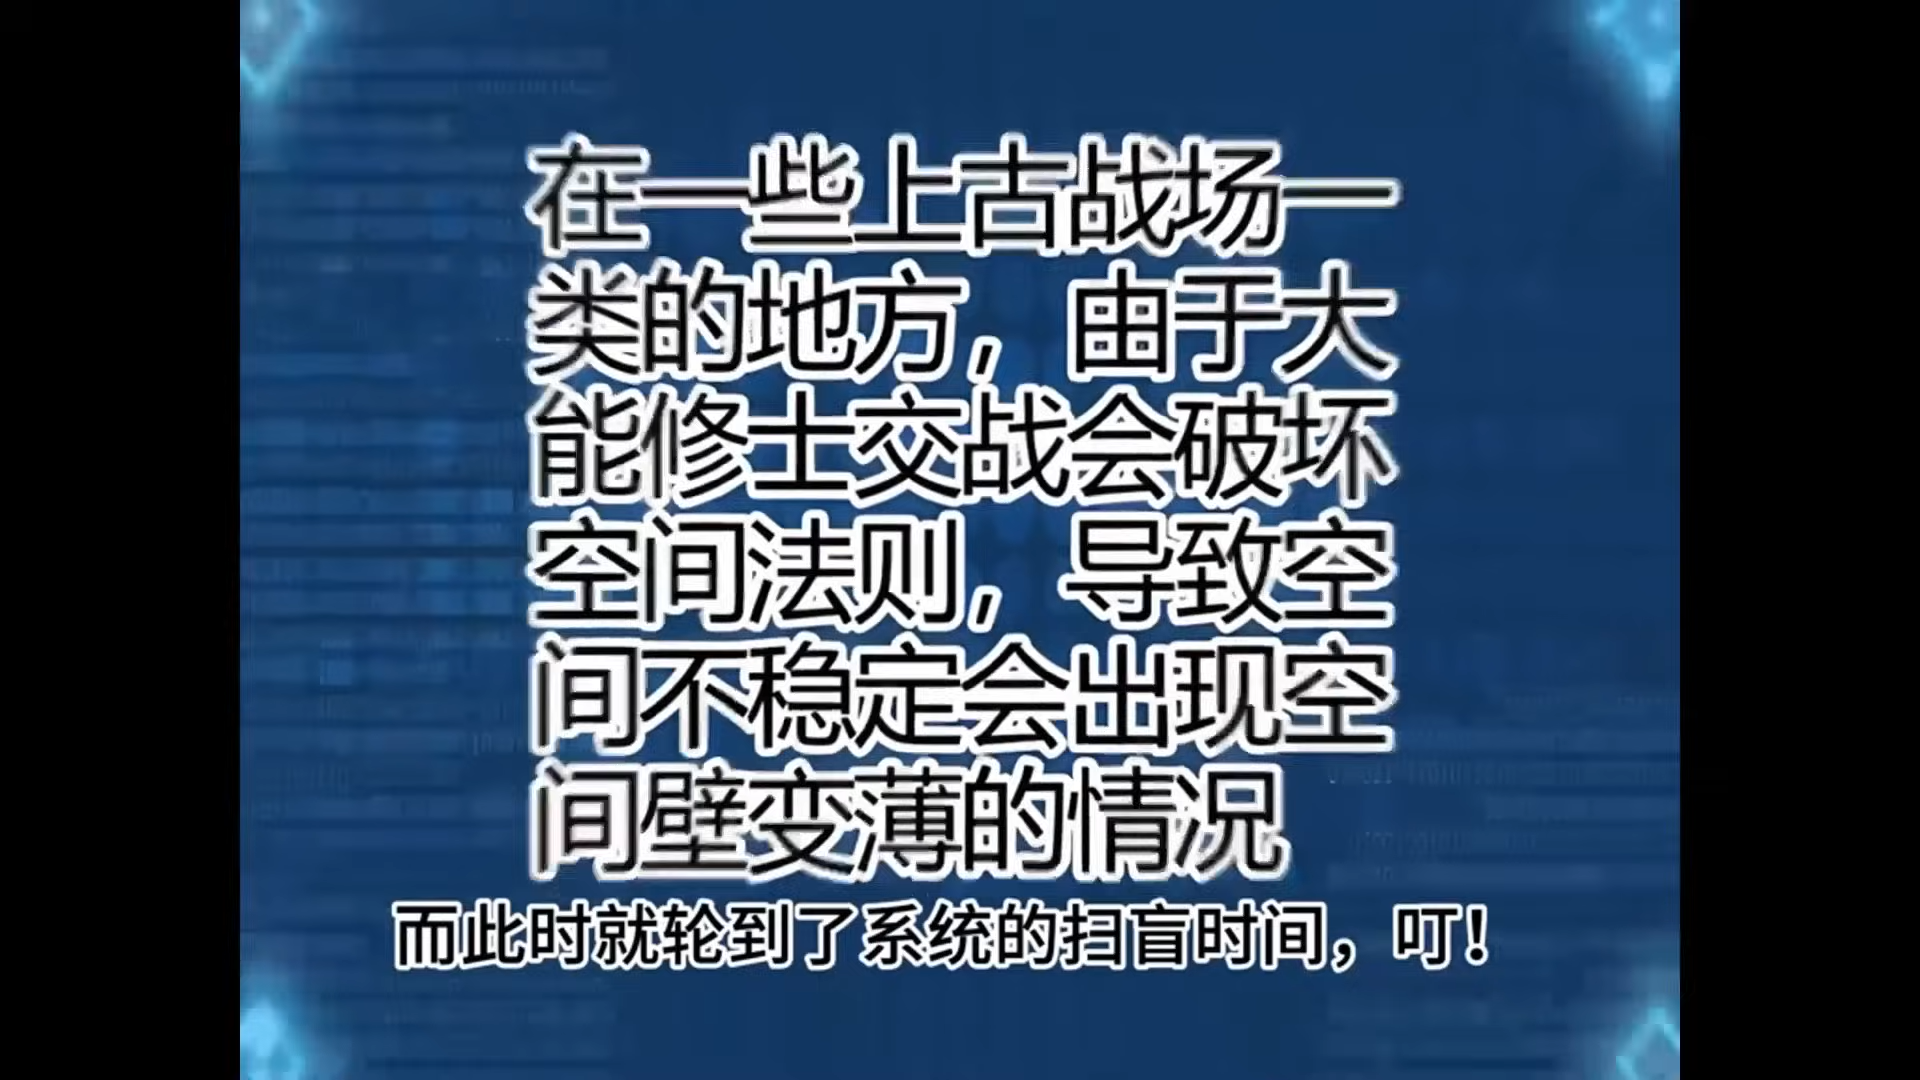 在一些上古战场一
类的地方，由于大
能修士交战会破坏
空间法则，导致空
间不稳定会出现空
间壁变薄的情况
而此时就轮到了系统的扫盲时间，叮！